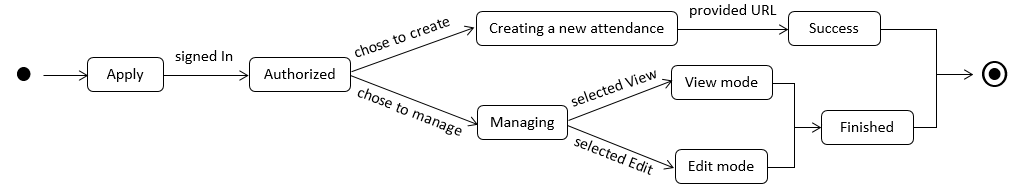 Apply
signed In
Authorized
chose to create
Creating a new attendance
provided URL
Success
chose to manage
Managing
selected View
View mode
selected Edit
Edit mode
Finished